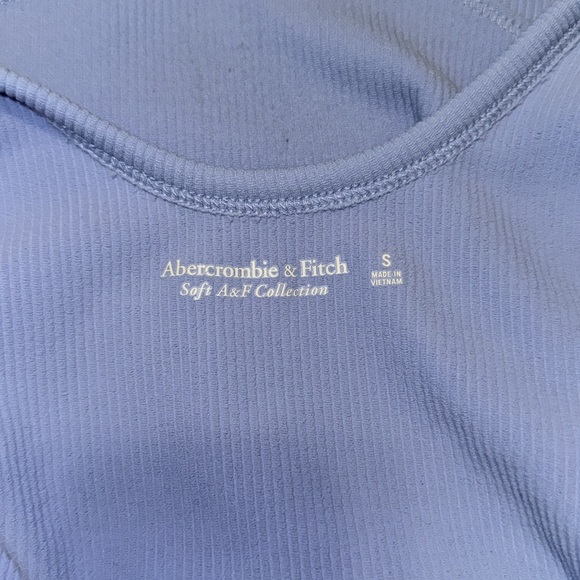 Abercrombie & Fitch
Soft A&F Collection
S
MADE IN
VIETNAM